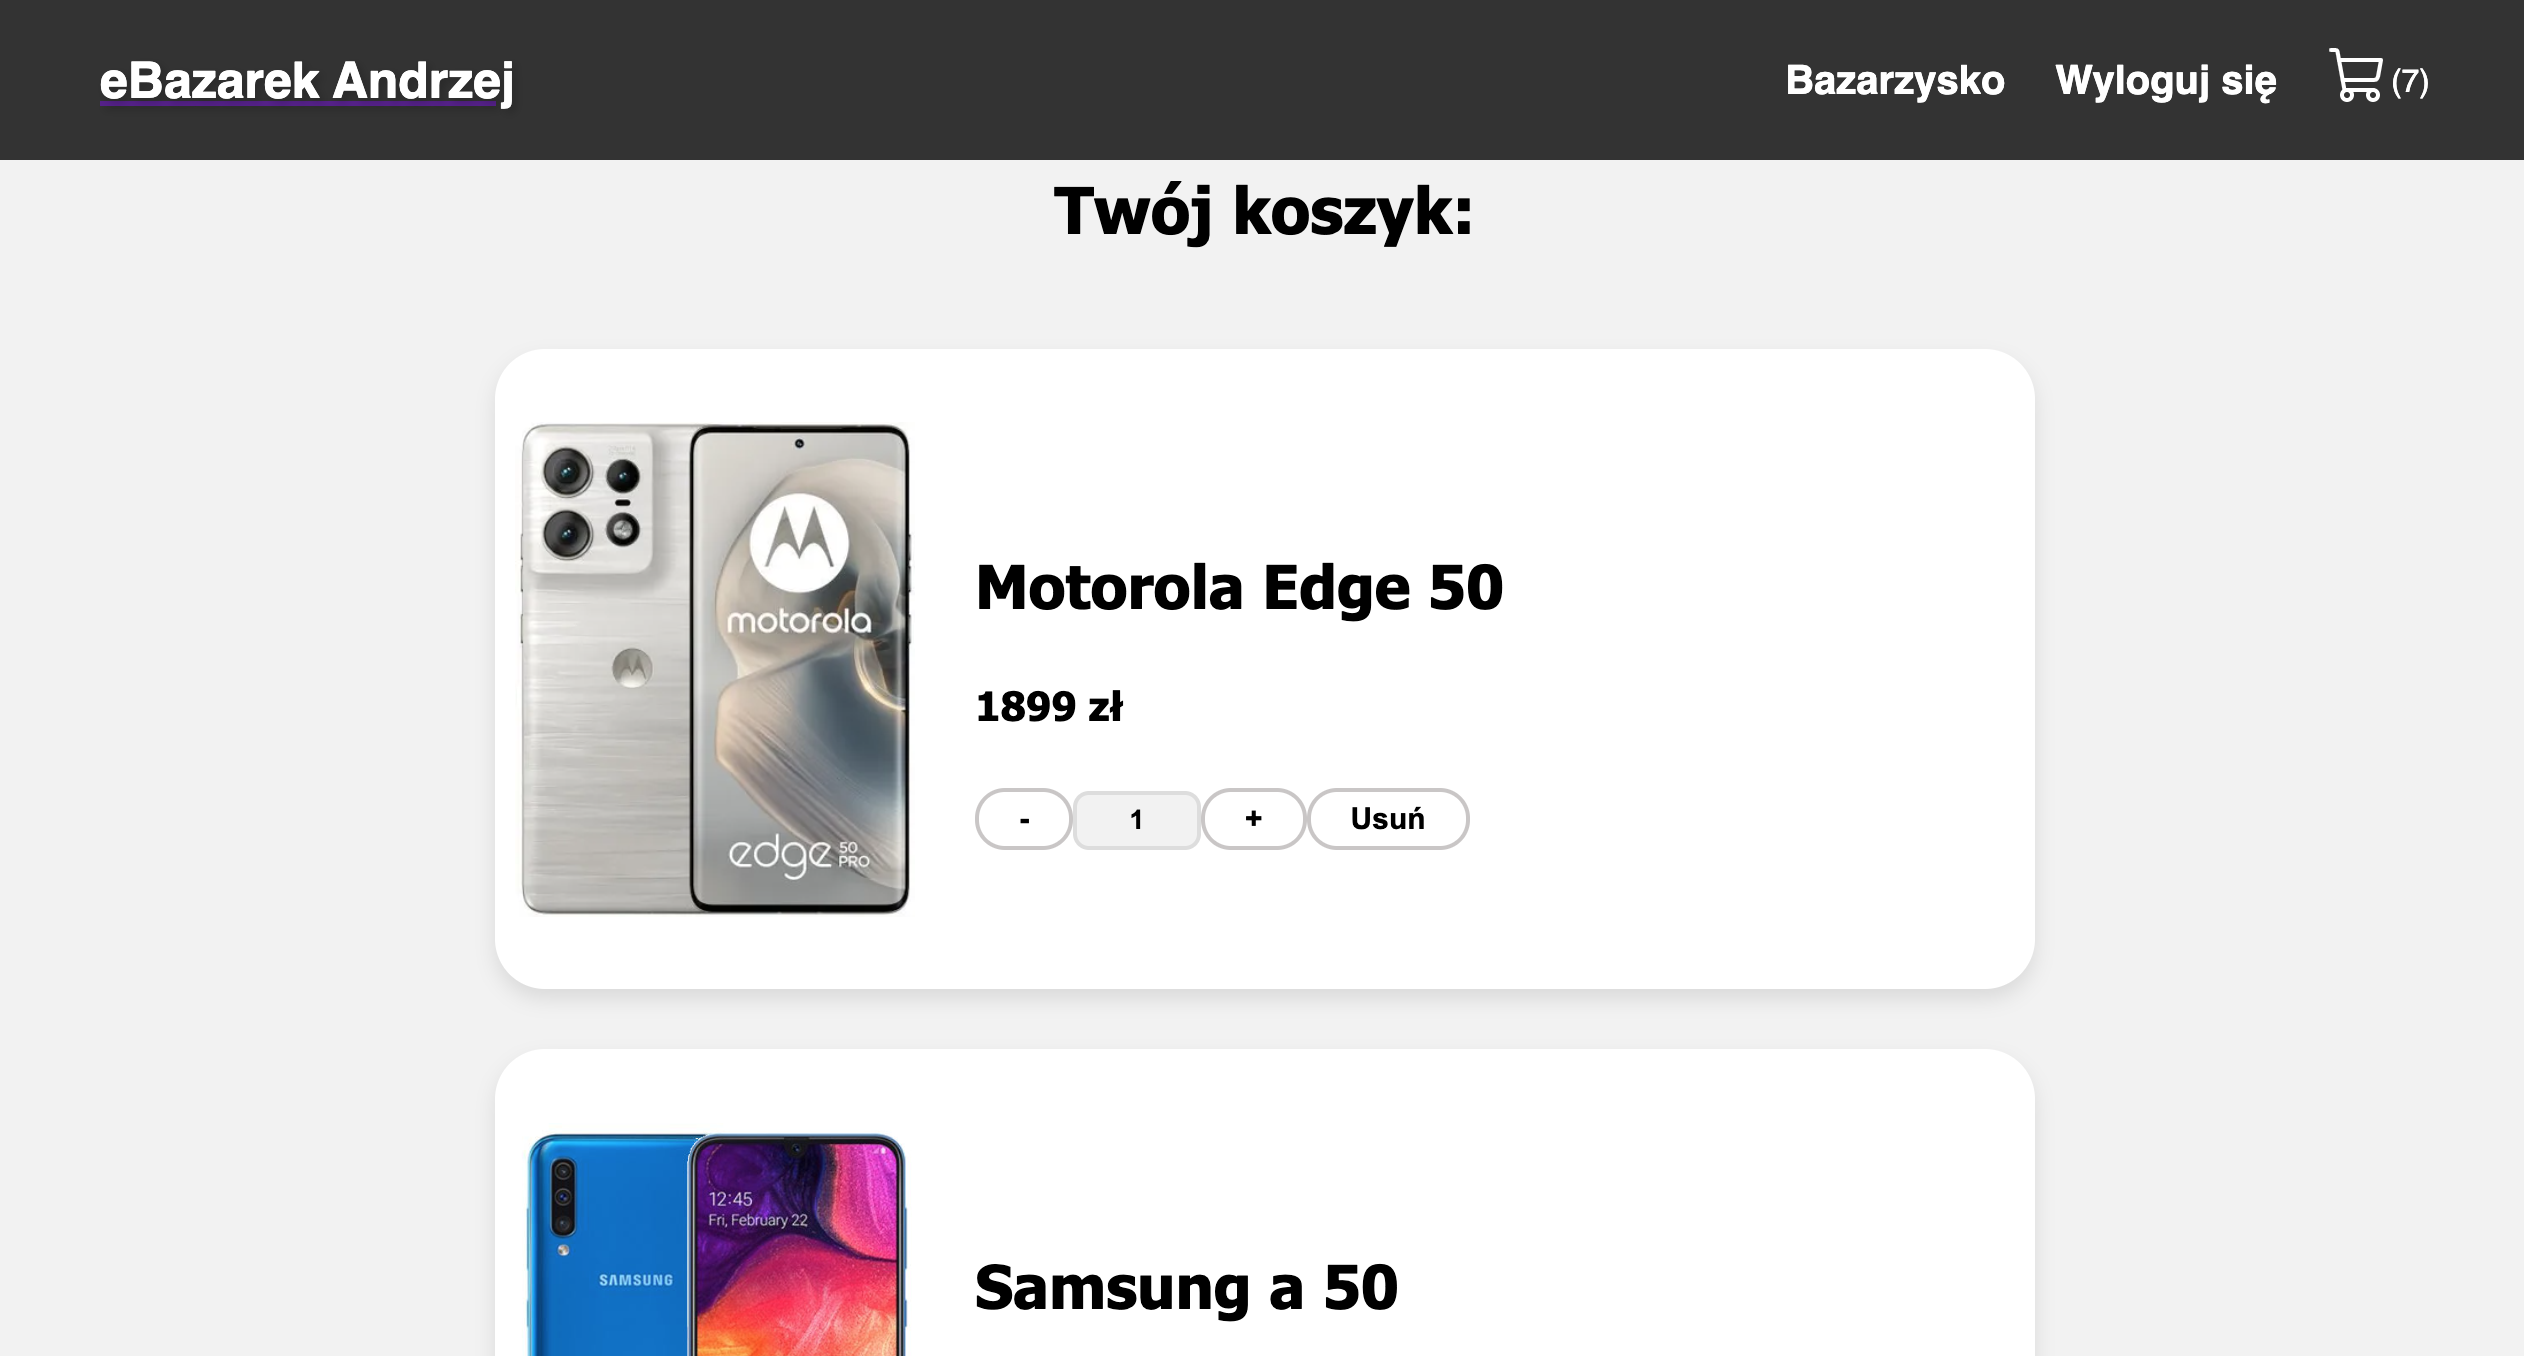 eBazarek Andrzej
Bazarzysko
Wyloguj się
(7)
Twój koszyk:
motorola
edge 50 PRO
Motorola Edge 50
1899 zł
- 1 + Usuń
12:45
Fri, February 22
SAMSUNG
Samsung a 50